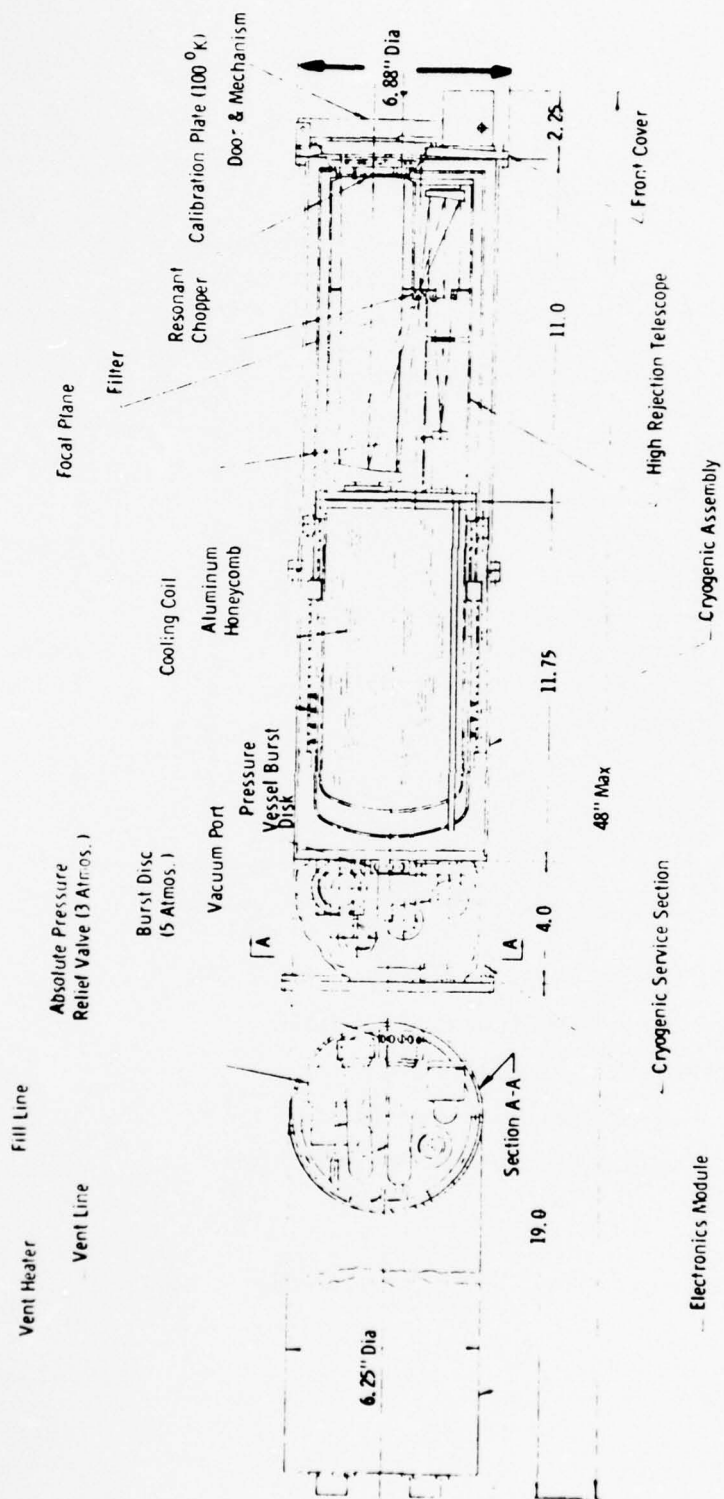 Vent Heater
Fill Line
Vent Line
Absolute Pressure
Relief Valve (3 Atmos.)
Burst Disc
(5 Atmos.)
Vacuum Port
Pressure
Vessel Burst
Disk
Cooling Coil
Aluminum
Honeycomb
Focal Plane
Filter
Resonant
Chopper
Calibration Plate (100 °K)
Door & Mechanism
6.25" Dia
A
A
6.88" Dia
Section A-A
19.0
4.0
11.75
11.0
2.25
48" Max
Electronics Module
Cryogenic Service Section
Cryogenic Assembly
High Rejection Telescope
Front Cover